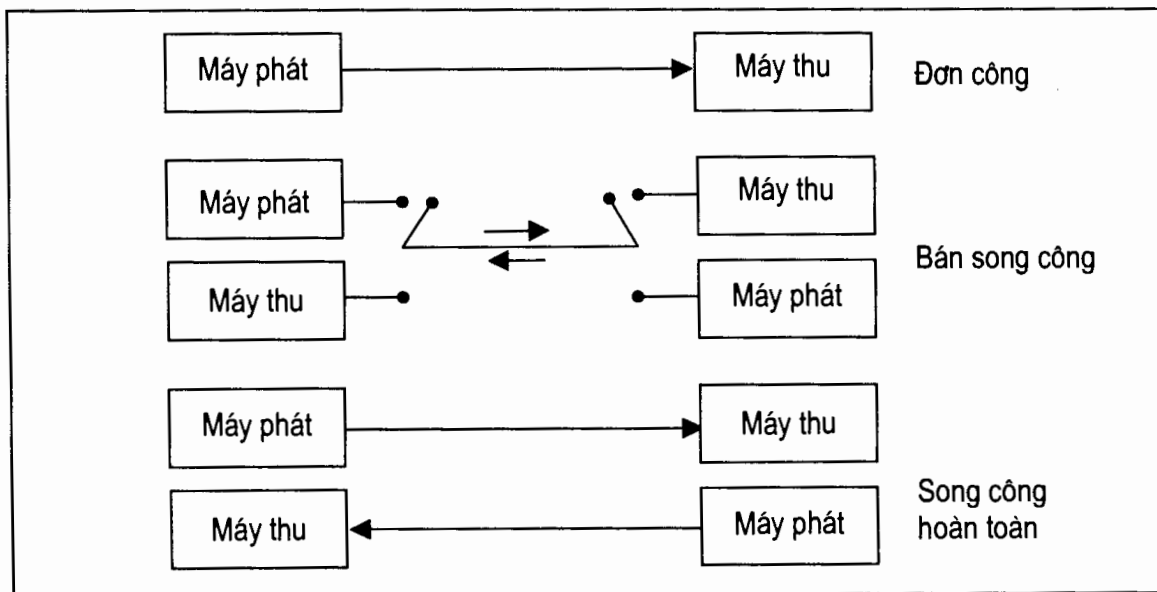 Máy phát
Máy thu
Đơn công
Máy phát
Máy thu
Bán song công
Máy thu
Máy phát
Máy phát
Máy thu
Song công
hoàn toàn
Máy thu
Máy phát